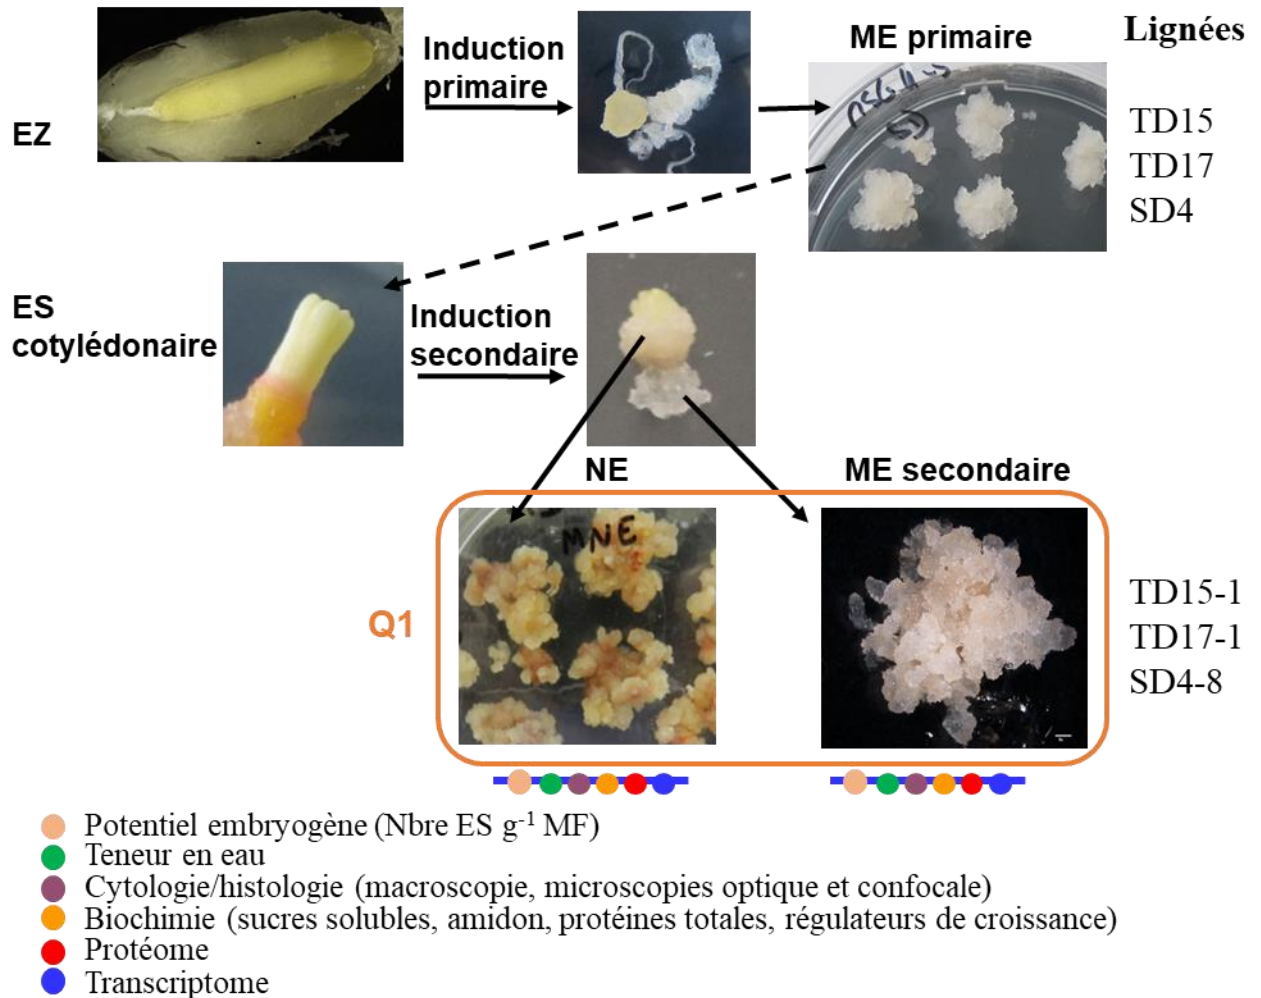 EZ
Induction
primaire
ME primaire
Lignées
TD15
TD17
SD4
ES
cotylédonaire
Induction
secondaire
NE
ME secondaire
MNE
Q1
TD15-1
TD17-1
SD4-8
Potentiel embryogène (Nbre ES g-1 MF)
Teneur en eau
Cytologie/histologie (macroscopie, microscopies optique et confocale)
Biochimie (sucres solubles, amidon, protéines totales, régulateurs de croissance)
Protéome
Transcriptome